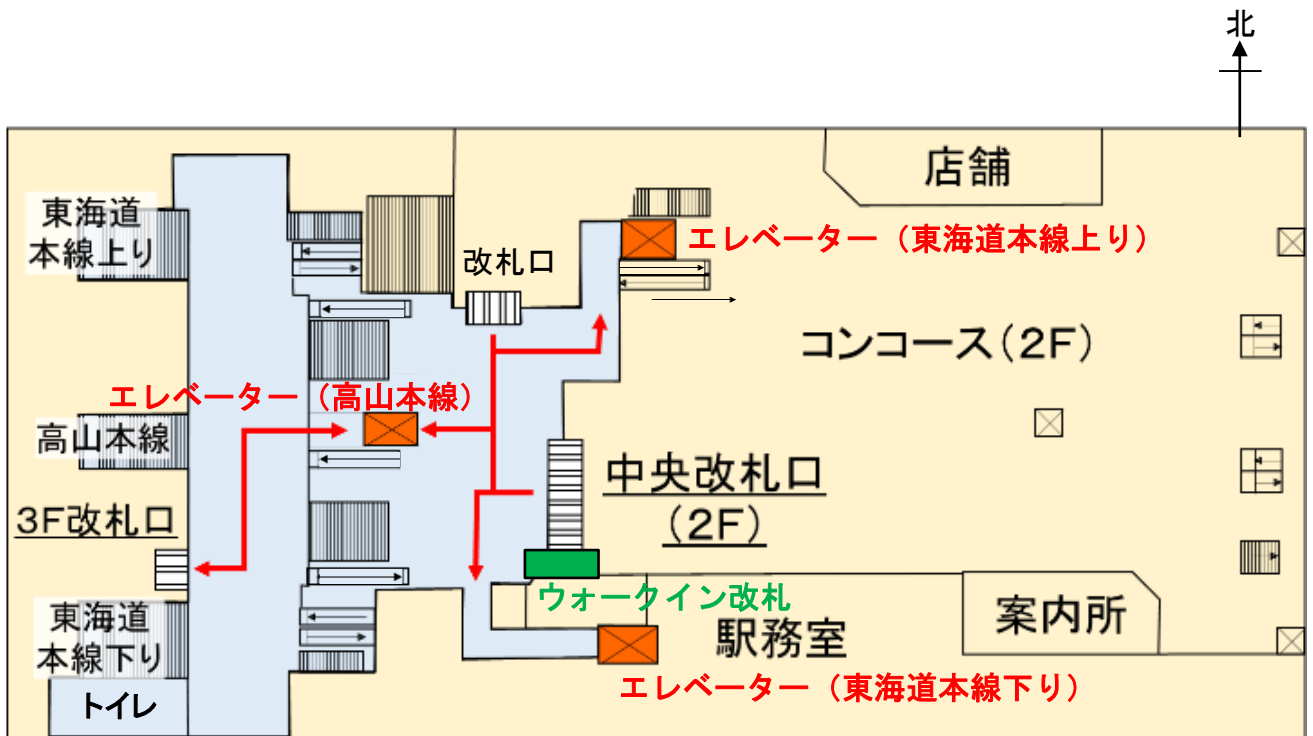 北
店舗
東海道
本線上り
エレベーター（東海道本線上り）
改札口
コンコース(2F)
エレベーター（高山本線）
高山本線
中央改札口
(2F)
3F改札口
ウォークイン改札
案内所
東海道
本線下り
駅務室
エレベーター（東海道本線下り）
トイレ